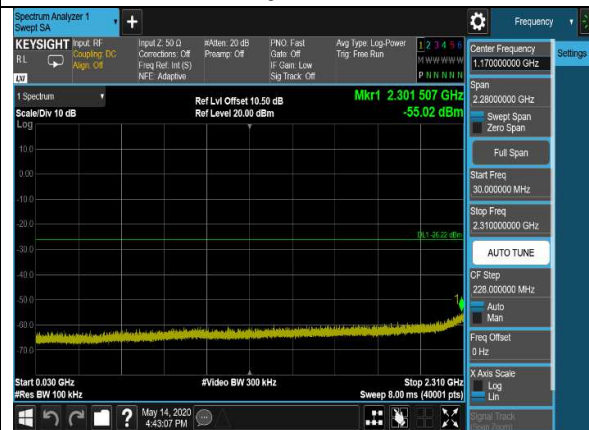 Spectrum Analyzer 1
Swept SA
Frequency
KEYSIGHT
RL
LXI
Input: RF
Coupling: DC
Align: Off
Input Z: 50 Ω
Corrections: Off
Freq Ref: Int (S)
NFE: Adaptive
#Atten: 20 dB
Preamp: Off
PNO: Fast
Gate: Off
IF Gain: Low
Sig Track: Off
Avg Type: Log-Power
Trig: Free Run
1 2 3 4 5 6
M W W W W W
P N N N N N
1 Spectrum
Scale/Div 10 dB
Log
Ref Lvl Offset 10.50 dB
Ref Level 20.00 dBm
Mkr1 2.301 507 GHz
-55.02 dBm
10.0
0.00
-10.0
-20.0
DL1 -26.22 dBm
-30.0
-40.0
-50.0
1
-60.0
-70.0
Start 0.030 GHz
#Res BW 100 kHz
#Video BW 300 kHz
Stop 2.310 GHz
Sweep 8.00 ms (40001 pts)
?
May 14, 2020
4:43:07 PM
Settings
Center Frequency
1.170000000 GHz
Span
2.28000000 GHz
Swept Span
Zero Span
Full Span
Start Freq
30.000000 MHz
Stop Freq
2.310000000 GHz
AUTO TUNE
CF Step
228.000000 MHz
Auto
Man
Freq Offset
0 Hz
X Axis Scale
Log
Lin
Signal Track
(Span Zoom)